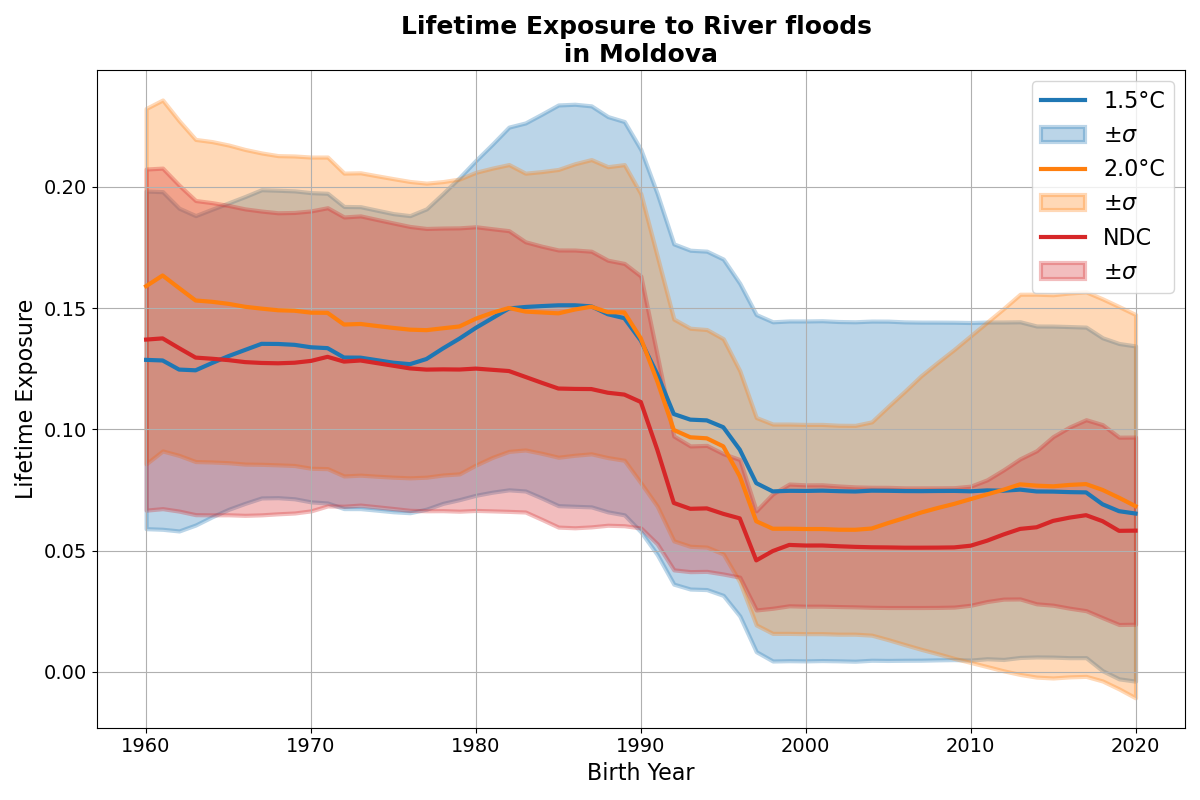 Lifetime Exposure to River floods
in Moldova
Lifetime Exposure
0.20
0.15
0.10
0.05
0.00
1960 1970 1980 1990 2000 2010 2020
Birth Year
1.5°C
±σ
2.0°C
±σ
NDC
±σ